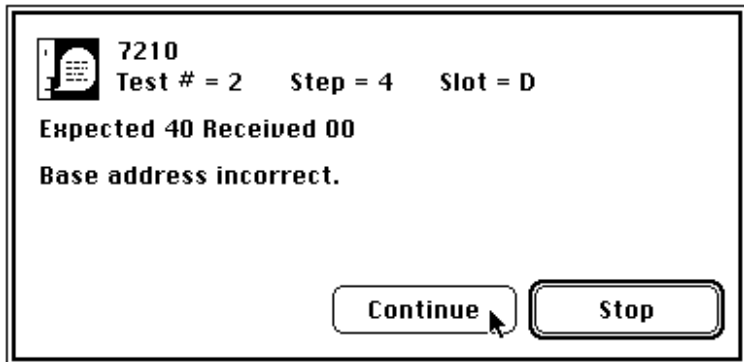 7210
Test # = 2 Step = 4 Slot = D
Expected 40 Received 00
Base address incorrect.
Continue Stop